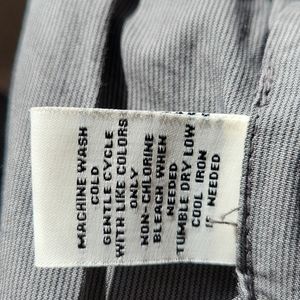 MACHINE WASH
COLD
GENTLE CYCLE
WITH LIKE COLORS
ONLY
NON-CHLORINE
BLEACH WHEN
NEEDED
TUMBLE DRY LOW
COOL IRON
IF NEEDED